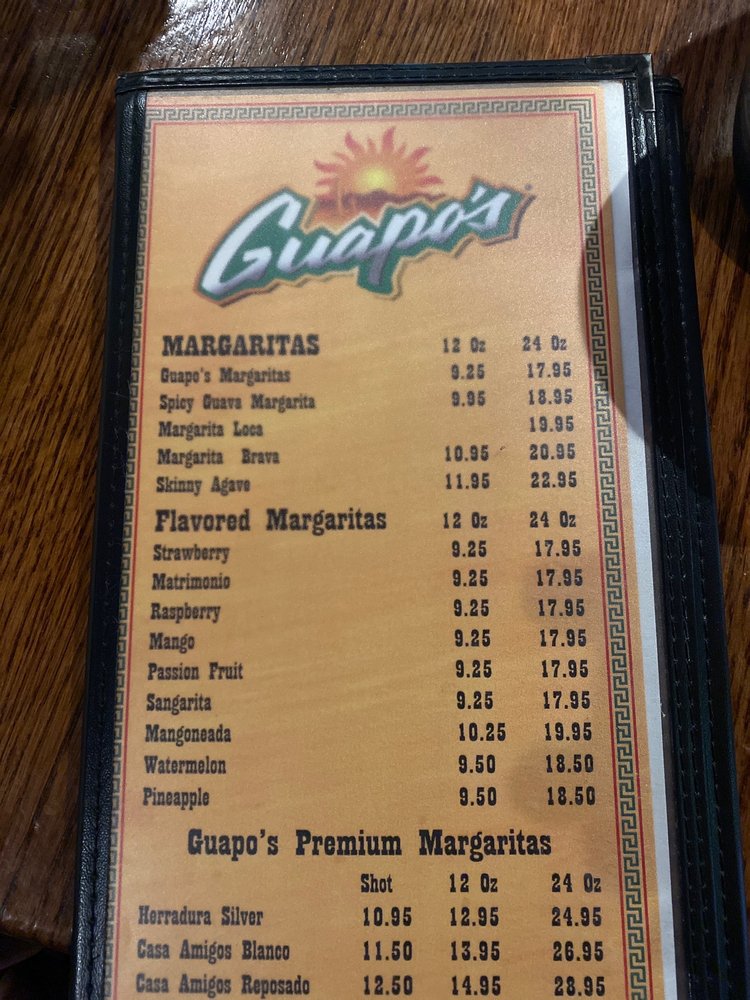 Guapo's
MARGARITAS 12 Oz 24 Oz
Guapo's Margaritas 9.25 17.95
Spicy Guava Margarita 9.95 18.95
Margarita Loca 19.95
Margarita Brava 10.95 20.95
Skinny Agave 11.95 22.95
Flavored Margaritas 12 Oz 24 Oz
Strawberry 9.25 17.95
Matrimonio 9.25 17.95
Raspberry 9.25 17.95
Mango 9.25 17.95
Passion Fruit 9.25 17.95
Sangarita 9.25 17.95
Mangoneada 10.25 19.95
Watermelon 9.50 18.50
Pineapple 9.50 18.50
Guapo's Premium Margaritas
Shot 12 Oz 24 Oz
Herradura Silver 10.95 12.95 24.95
Casa Amigos Blanco 11.50 13.95 26.95
Casa Amigos Reposado 12.50 14.95 28.95